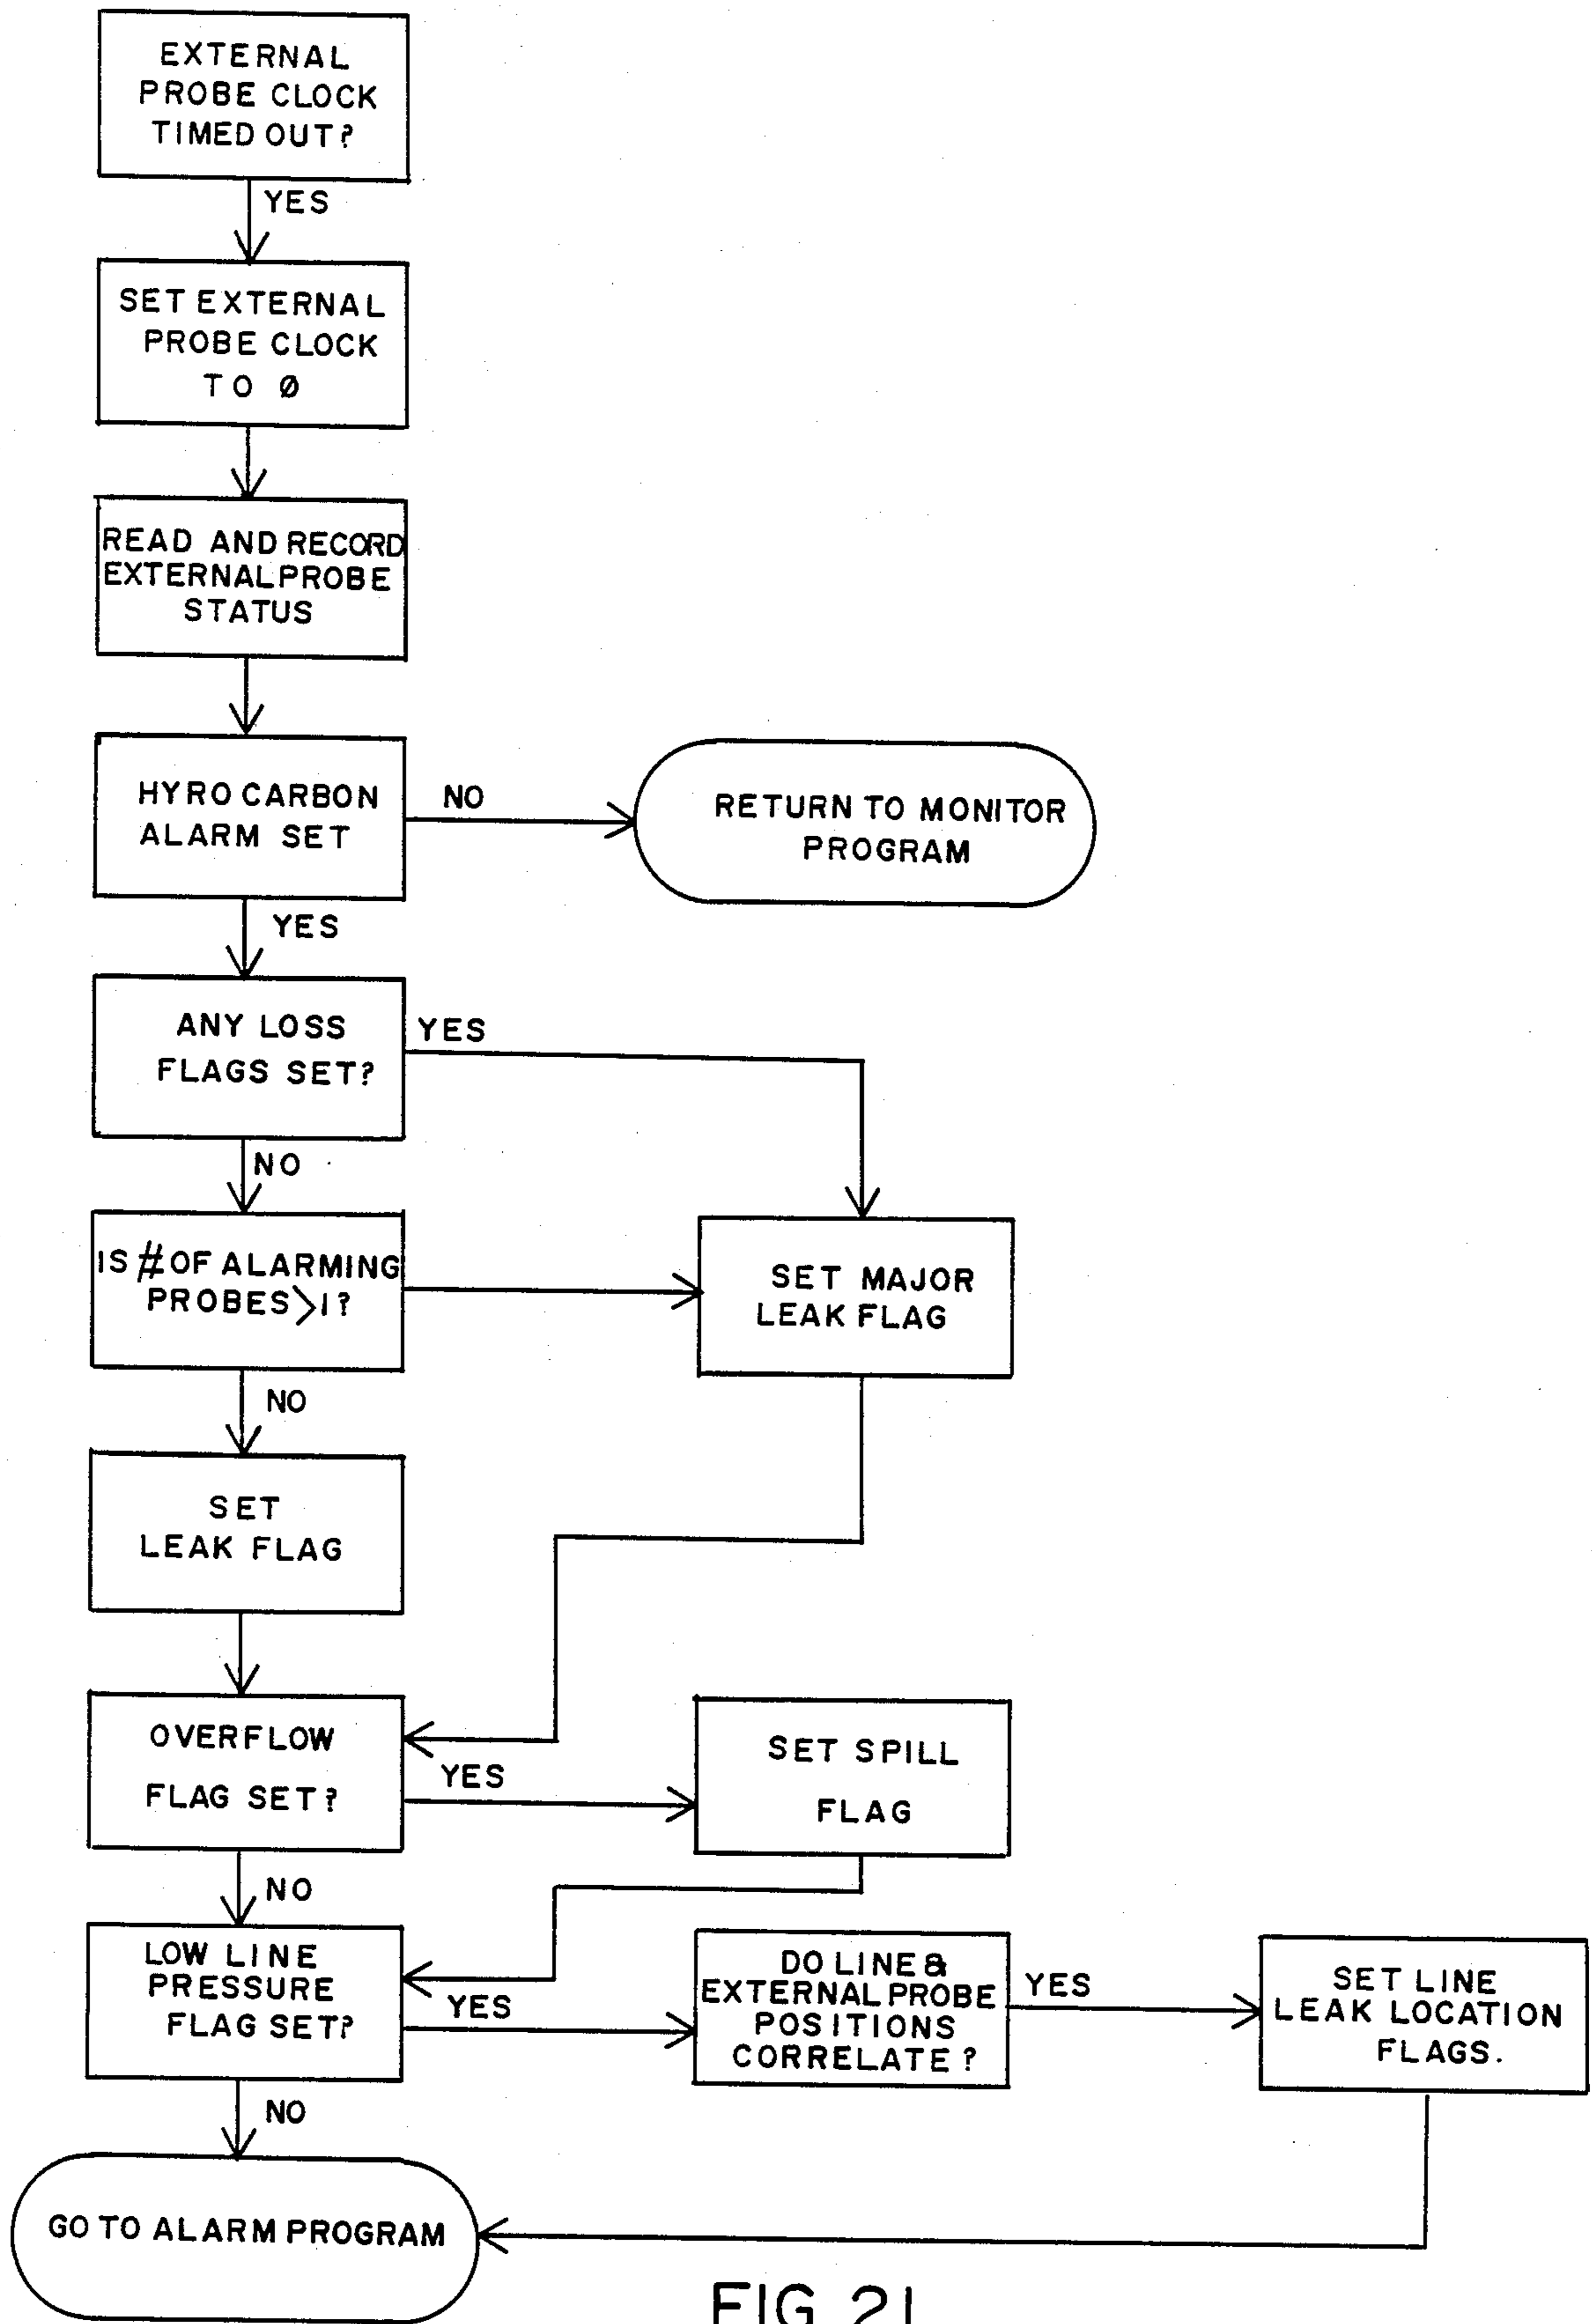 EXTERNAL
PROBE CLOCK
TIMED OUT?
YES
SET EXTERNAL
PROBE CLOCK
TO Ø
READ AND RECORD
EXTERNAL PROBE
STATUS
HYRO CARBON
ALARM SET
NO
RETURN TO MONITOR
PROGRAM
YES
ANY LOSS
FLAGS SET?
YES
NO
IS # OF ALARMING
PROBES>1?
SET MAJOR
LEAK FLAG
NO
SET
LEAK FLAG
OVERFLOW
FLAG SET?
YES
SET SPILL
FLAG
NO
LOW LINE
PRESSURE
FLAG SET?
YES
DO LINE &
EXTERNAL PROBE
POSITIONS
CORRELATE?
YES
SET LINE
LEAK LOCATION
FLAGS.
NO
GO TO ALARM PROGRAM
FIG. 21